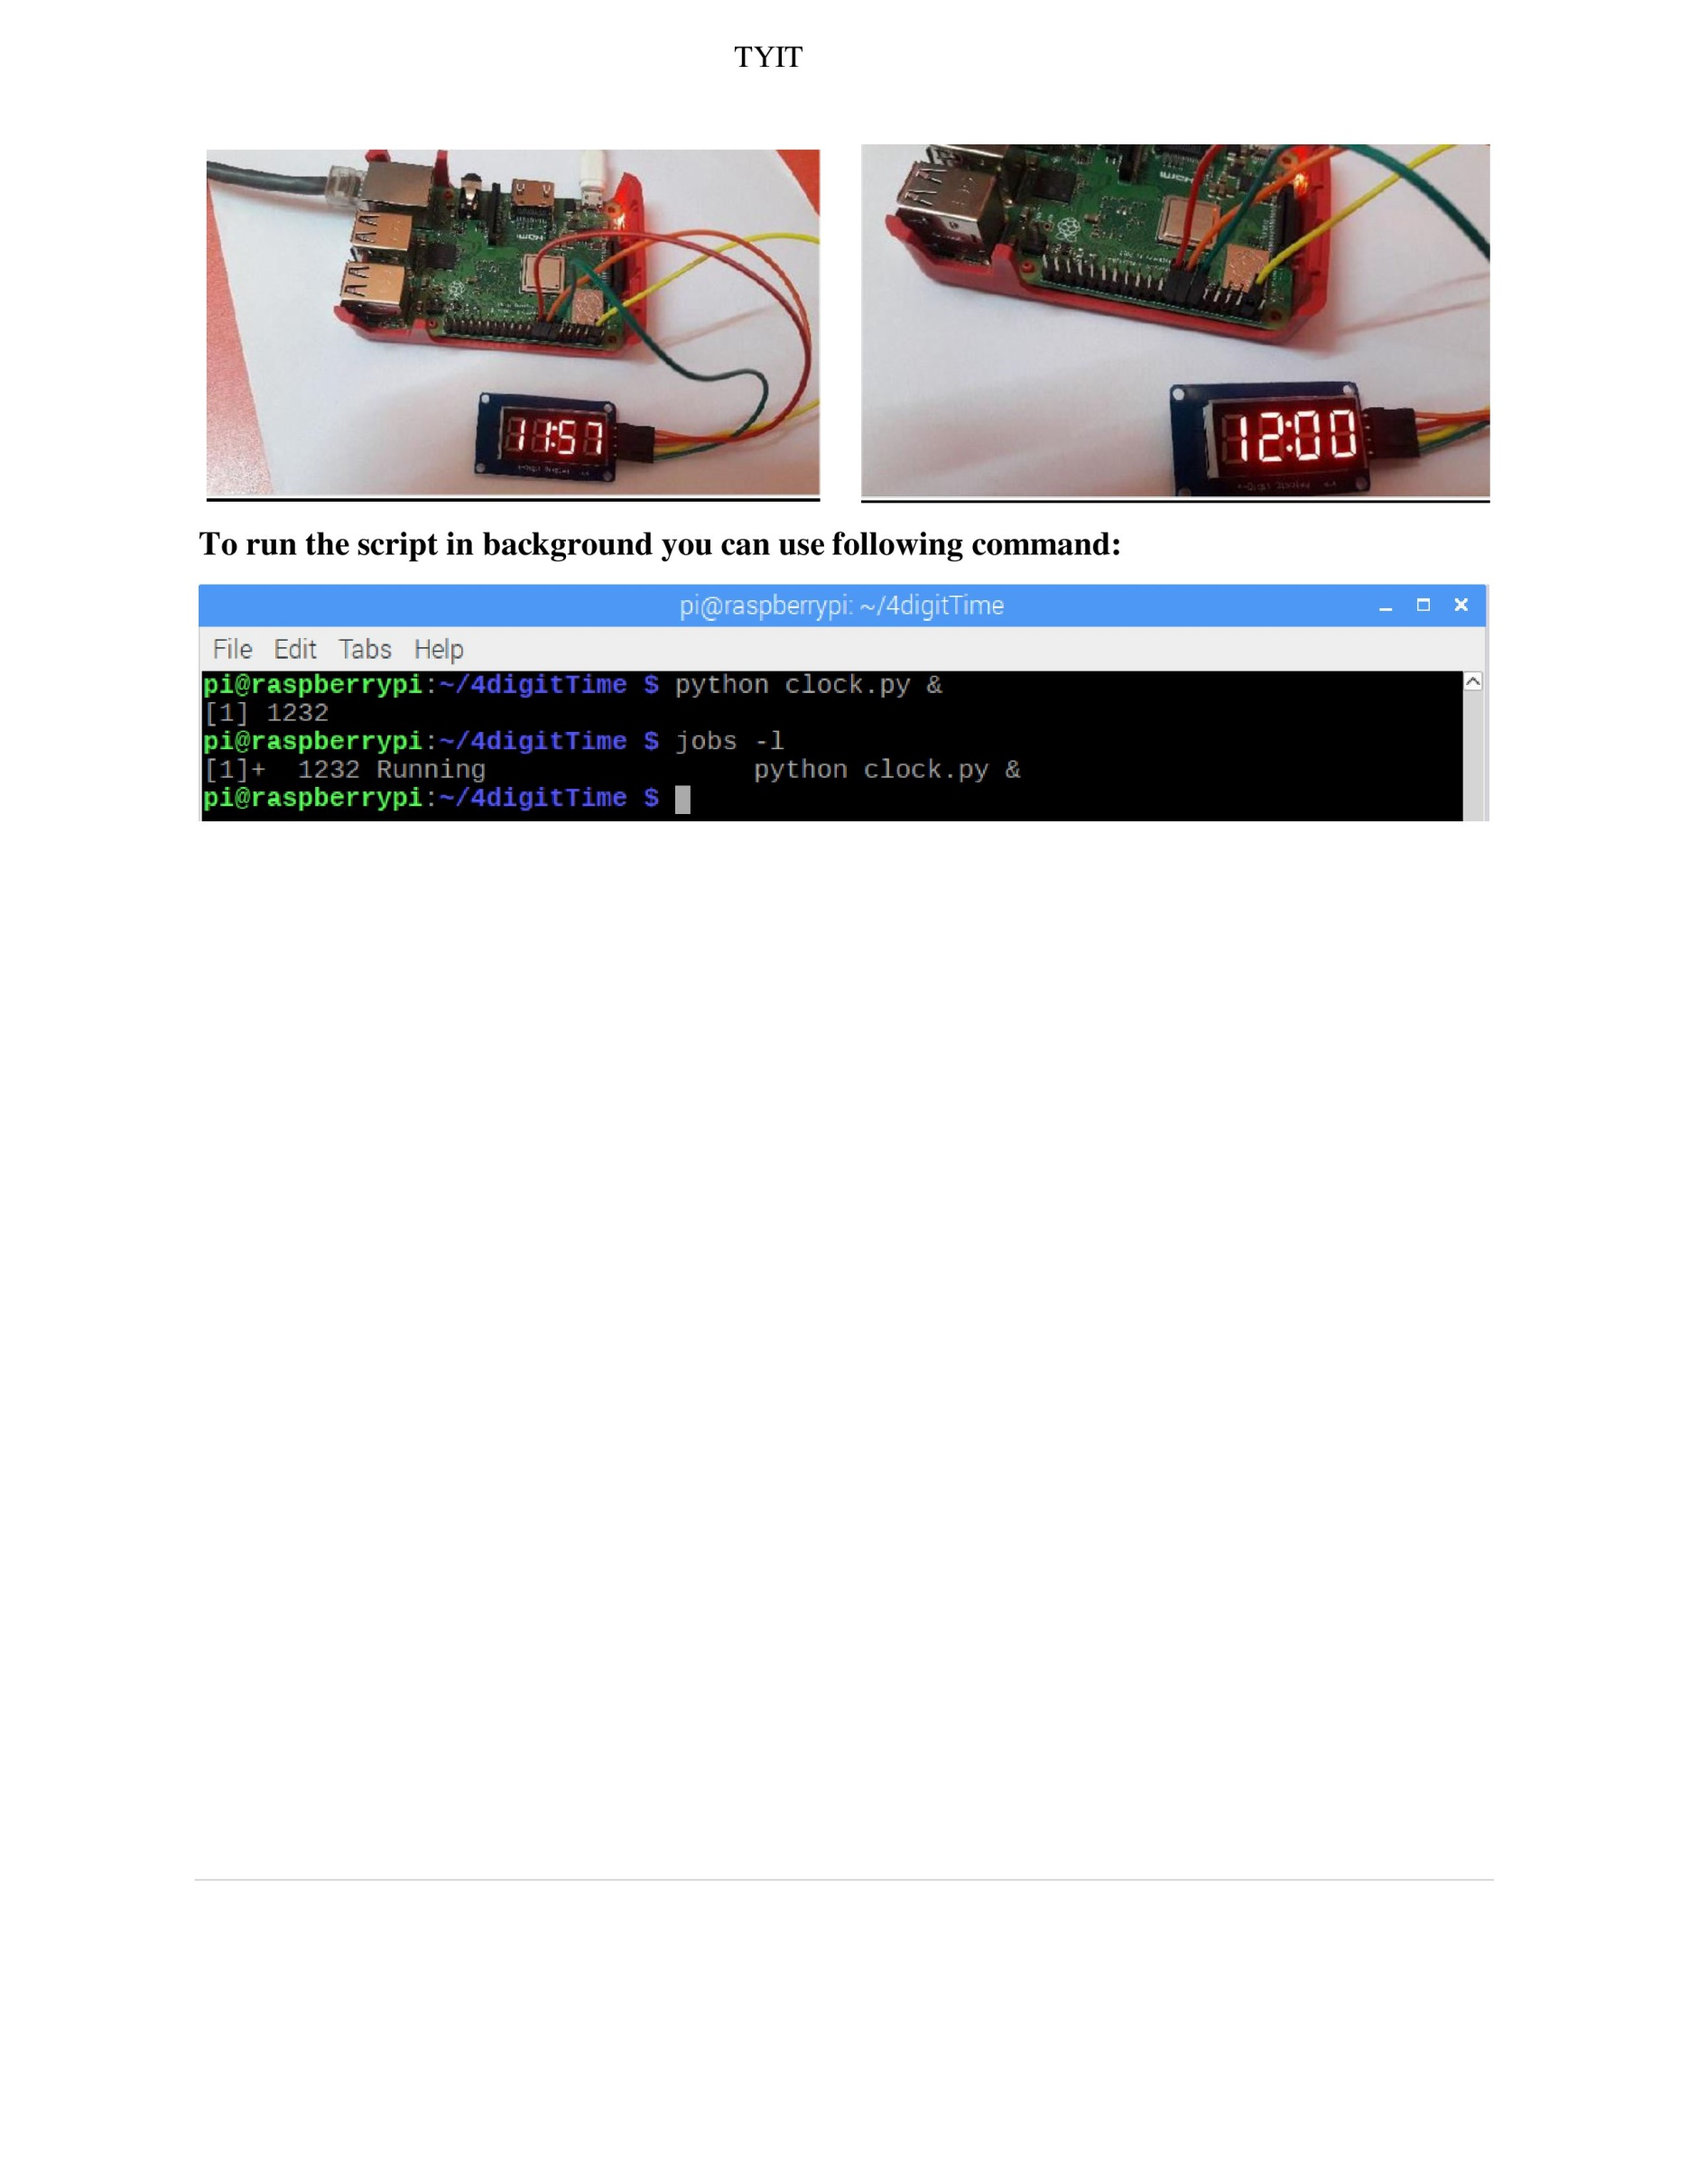 TYIT
11:57
12:00
To run the script in background you can use following command:
pi@raspberrypi: ~/4digitTime
File Edit Tabs Help
pi@raspberrypi:~/4digitTime $ python clock.py &
[1] 1232
pi@raspberrypi:~/4digitTime $ jobs -l
[1]+  1232 Running                 python clock.py &
pi@raspberrypi:~/4digitTime $